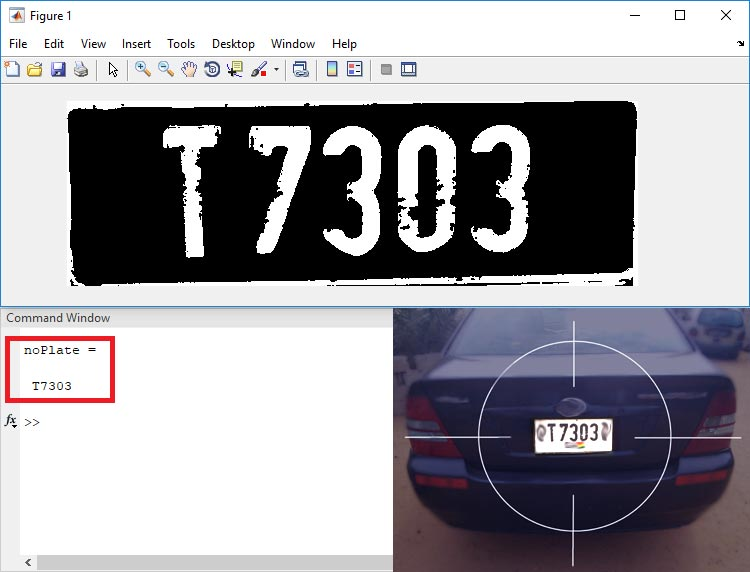 Figure 1
File Edit View Insert Tools Desktop Window Help
T7303
Command Window
noPlate =
T7303
fx >>
T7303